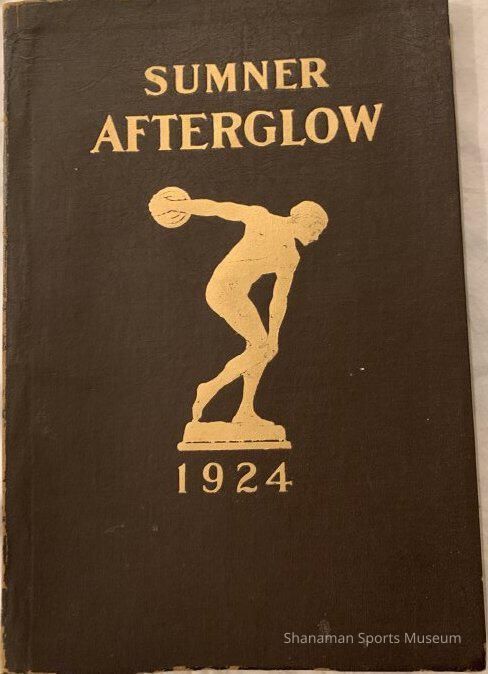 SUMNER
AFTERGLOW
1924
Shanaman Sports Museum